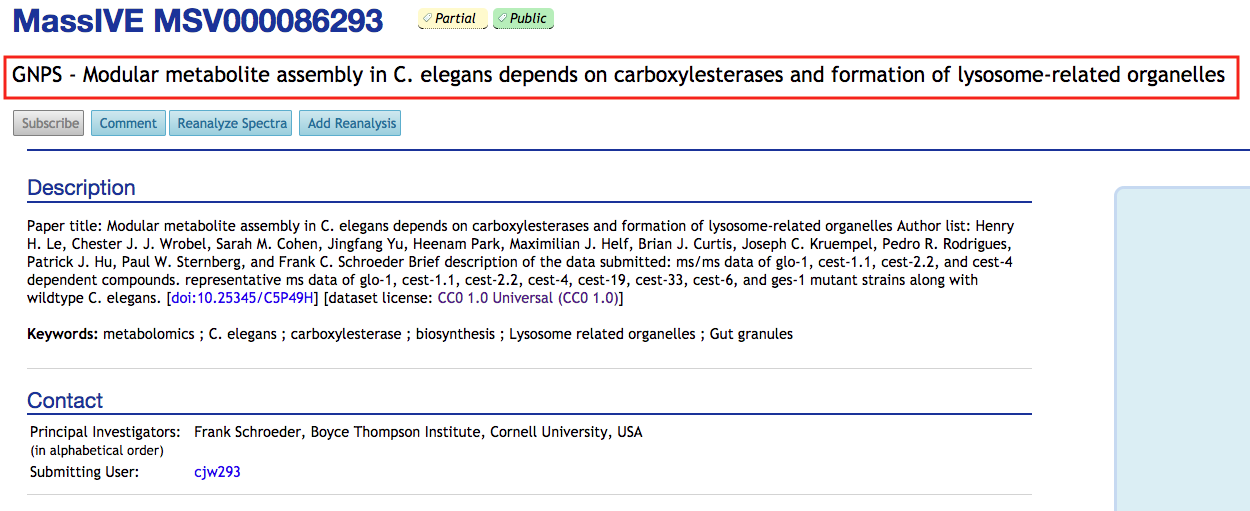 MassIVE MSV000086293 Partial Public
GNPS - Modular metabolite assembly in C. elegans depends on carboxylesterases and formation of lysosome-related organelles
Subscribe Comment Reanalyze Spectra Add Reanalysis
Description
Paper title: Modular metabolite assembly in C. elegans depends on carboxylesterases and formation of lysosome-related organelles Author list: Henry
H. Le, Chester J. J. Wrobel, Sarah M. Cohen, Jingfang Yu, Heenam Park, Maximilian J. Helf, Brian J. Curtis, Joseph C. Kruempel, Pedro R. Rodrigues,
Patrick J. Hu, Paul W. Sternberg, and Frank C. Schroeder Brief description of the data submitted: ms/ms data of glo-1, cest-1.1, cest-2.2, and cest-4
dependent compounds. representative ms data of glo-1, cest-1.1, cest-2.2, cest-4, cest-19, cest-33, cest-6, and ges-1 mutant strains along with
wildtype C. elegans. [doi:10.25345/C5P49H] [dataset license: CC0 1.0 Universal (CC0 1.0)]
Keywords: metabolomics ; C. elegans ; carboxylesterase ; biosynthesis ; Lysosome related organelles ; Gut granules
Contact
Principal Investigators: Frank Schroeder, Boyce Thompson Institute, Cornell University, USA
(in alphabetical order)
Submitting User: cjw293